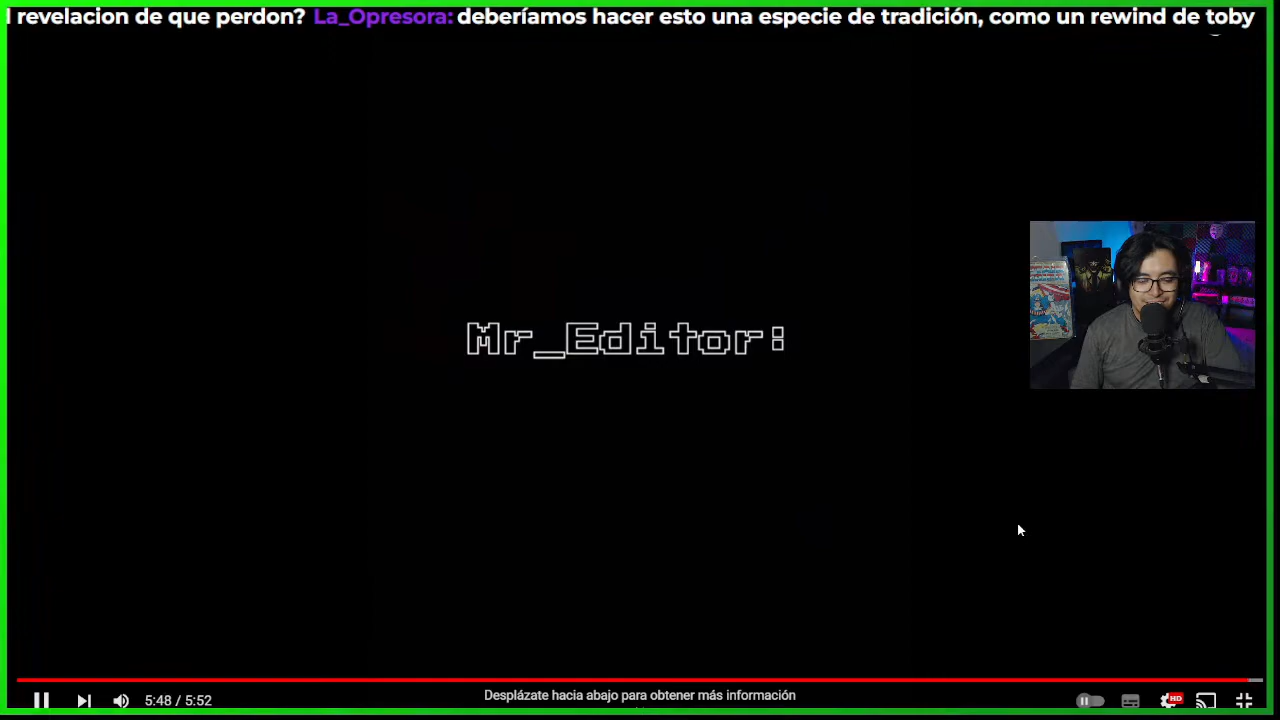 revelacion de que perdon? La_Opresora: deberíamos hacer esto una especie de tradición, como un rewind de toby
Mr_Editor:
Desplázate hacia abajo para obtener más información
5:48 / 5:52
HD